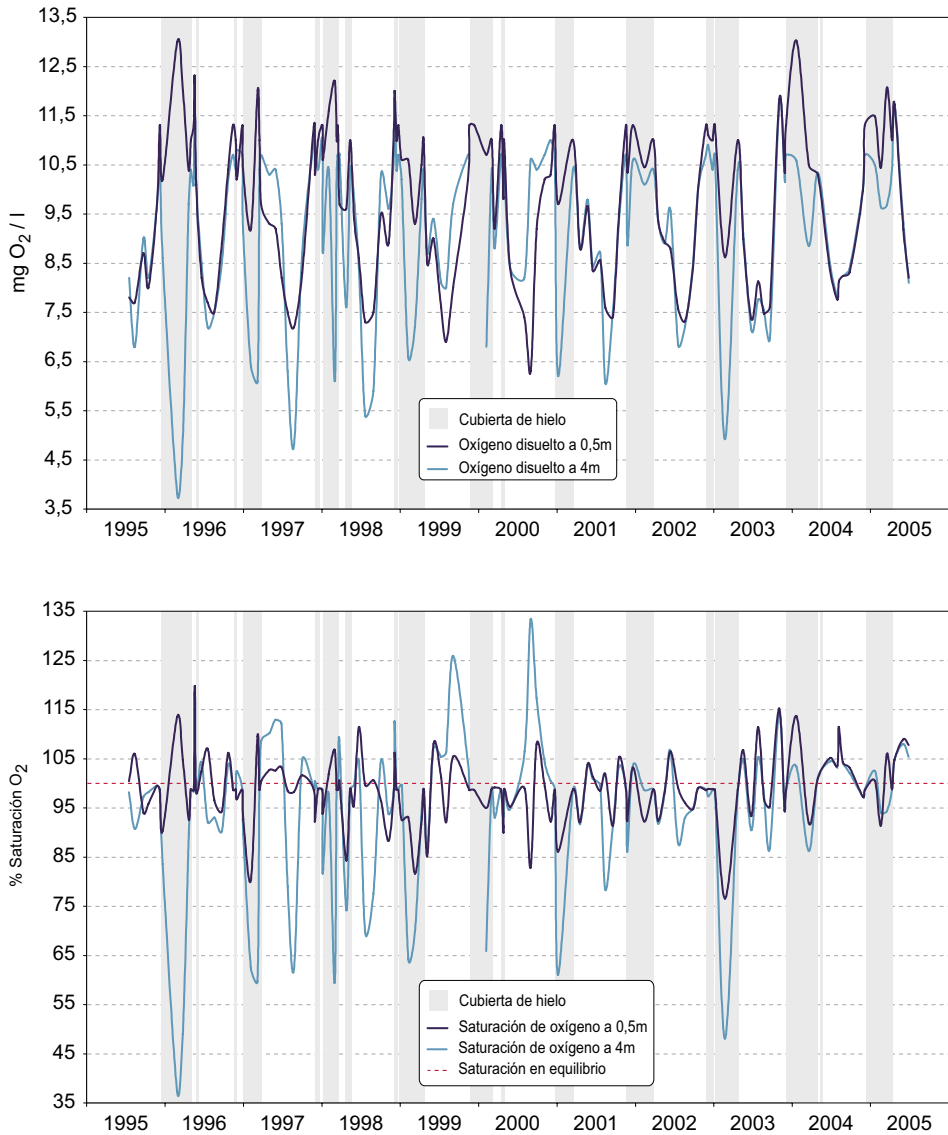 13,5
12,5
11,5
10,5
9,5
8,5
7,5
6,5
5,5
4,5
3,5
mg O2 / l
Cubierta de hielo
Oxígeno disuelto a 0,5m
Oxígeno disuelto a 4m
1995 1996 1997 1998 1999 2000 2001 2002 2003 2004 2005
135
125
115
105
95
85
75
65
55
45
35
% Saturación O2
Cubierta de hielo
Saturación de oxígeno a 0,5m
Saturación de oxígeno a 4m
Saturación en equilibrio
1995 1996 1997 1998 1999 2000 2001 2002 2003 2004 2005